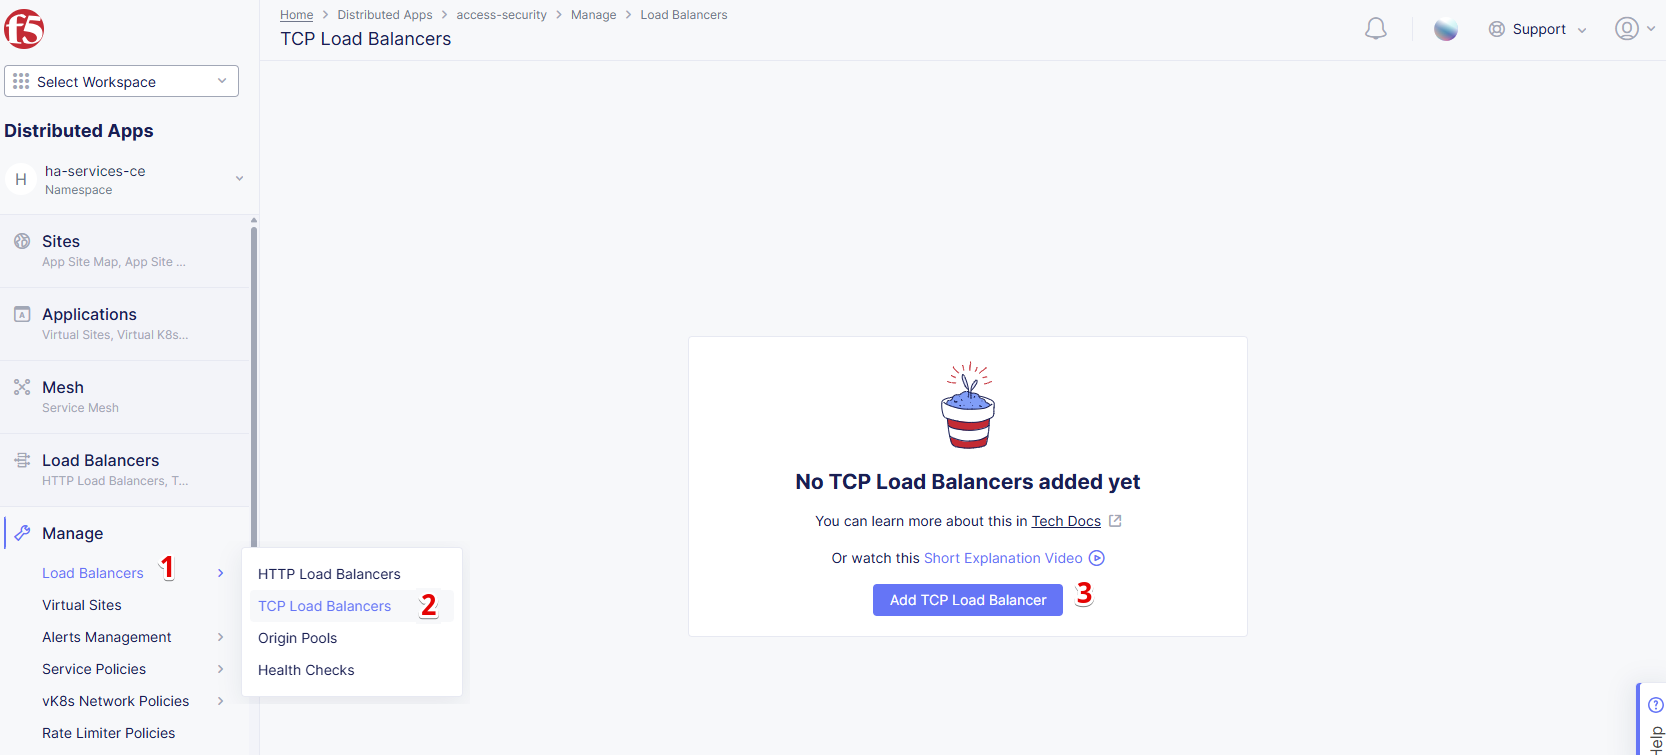 f5
Home > Distributed Apps > access-security > Manage > Load Balancers
TCP Load Balancers
Support
Select Workspace
Distributed Apps
H
ha-services-ce
Namespace
Sites
App Site Map, App Site ...
A
Applications
Virtual Sites, Virtual K8s...
Mesh
Service Mesh
Load Balancers
HTTP Load Balancers, T...
Manage
Load Balancers 1
Virtual Sites
Alerts Management
Service Policies
vK8s Network Policies
Rate Limiter Policies
HTTP Load Balancers
TCP Load Balancers 2
Origin Pools
Health Checks
No TCP Load Balancers added yet
You can learn more about this in Tech Docs
Or watch this Short Explanation Video
Add TCP Load Balancer 3
? Help